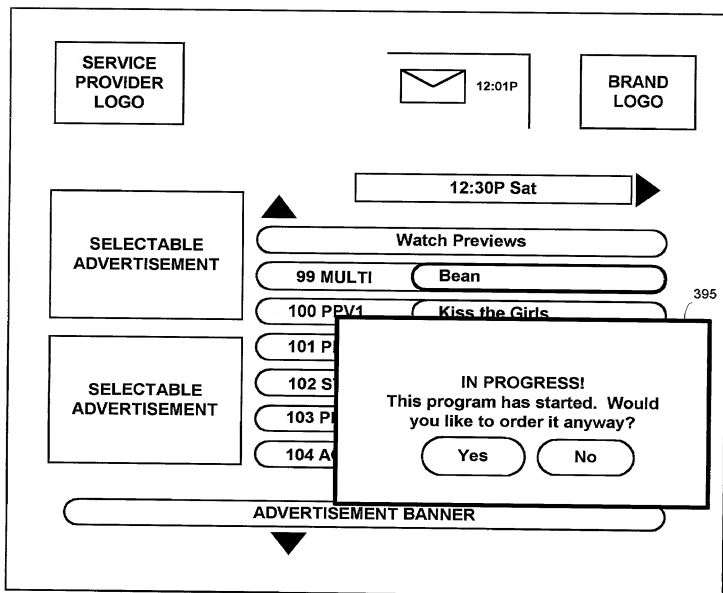 SERVICE
PROVIDER
LOGO
12:01P
BRAND
LOGO
12:30P Sat
SELECTABLE
ADVERTISEMENT
Watch Previews
99 MULTI Bean
100 PPV1 Kiss the Girls
395
101
102
103
104
SELECTABLE
ADVERTISEMENT
IN PROGRESS!
This program has started. Would
you like to order it anyway?
Yes No
ADVERTISEMENT BANNER